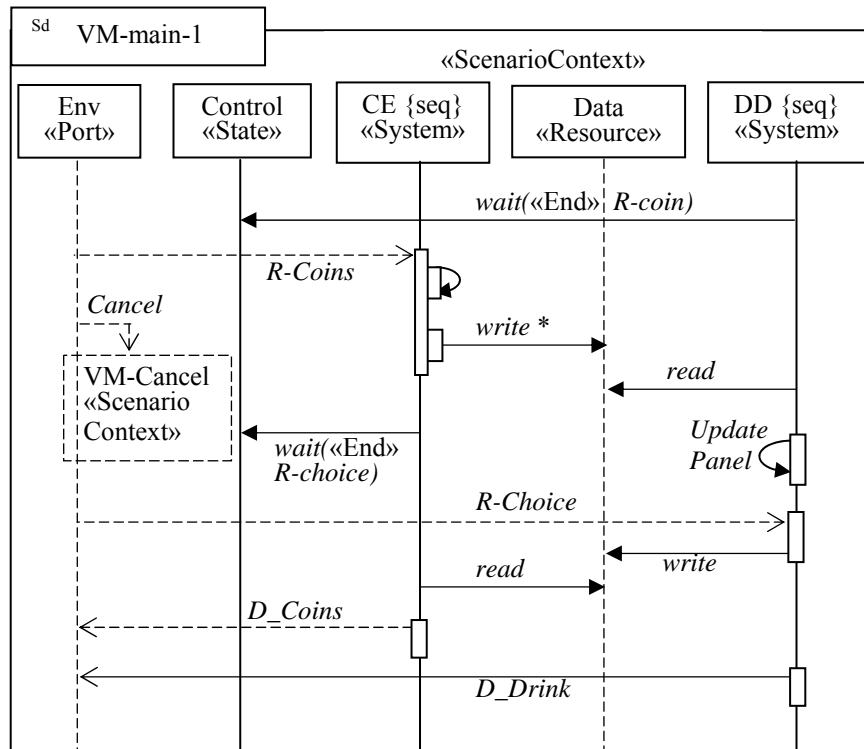 Sd VM-main-1
«ScenarioContext»
Env
«Port»
Control
«State»
CE {seq}
«System»
Data
«Resource»
DD {seq}
«System»
wait(«End» R-coin)
R-Coins
Cancel
write *
VM-Cancel
«Scenario
Context»
read
wait(«End»
R-choice)
Update
Panel
R-Choice
write
read
D_Coins
D_Drink